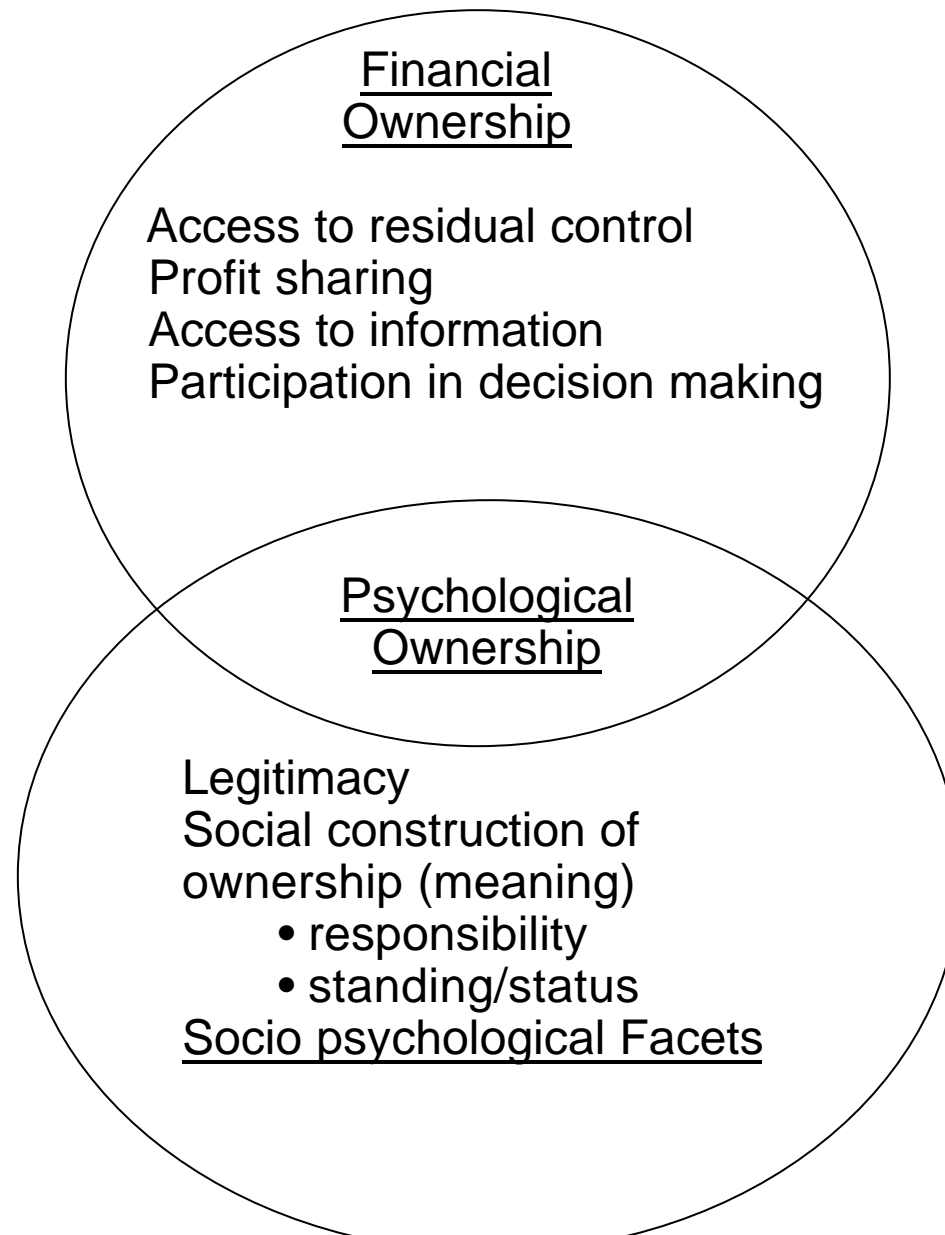 Financial
Ownership
Access to residual control
Profit sharing
Access to information
Participation in decision making
Psychological
Ownership
Legitimacy
Social construction of
ownership (meaning)
• responsibility
• standing/status
Socio psychological Facets